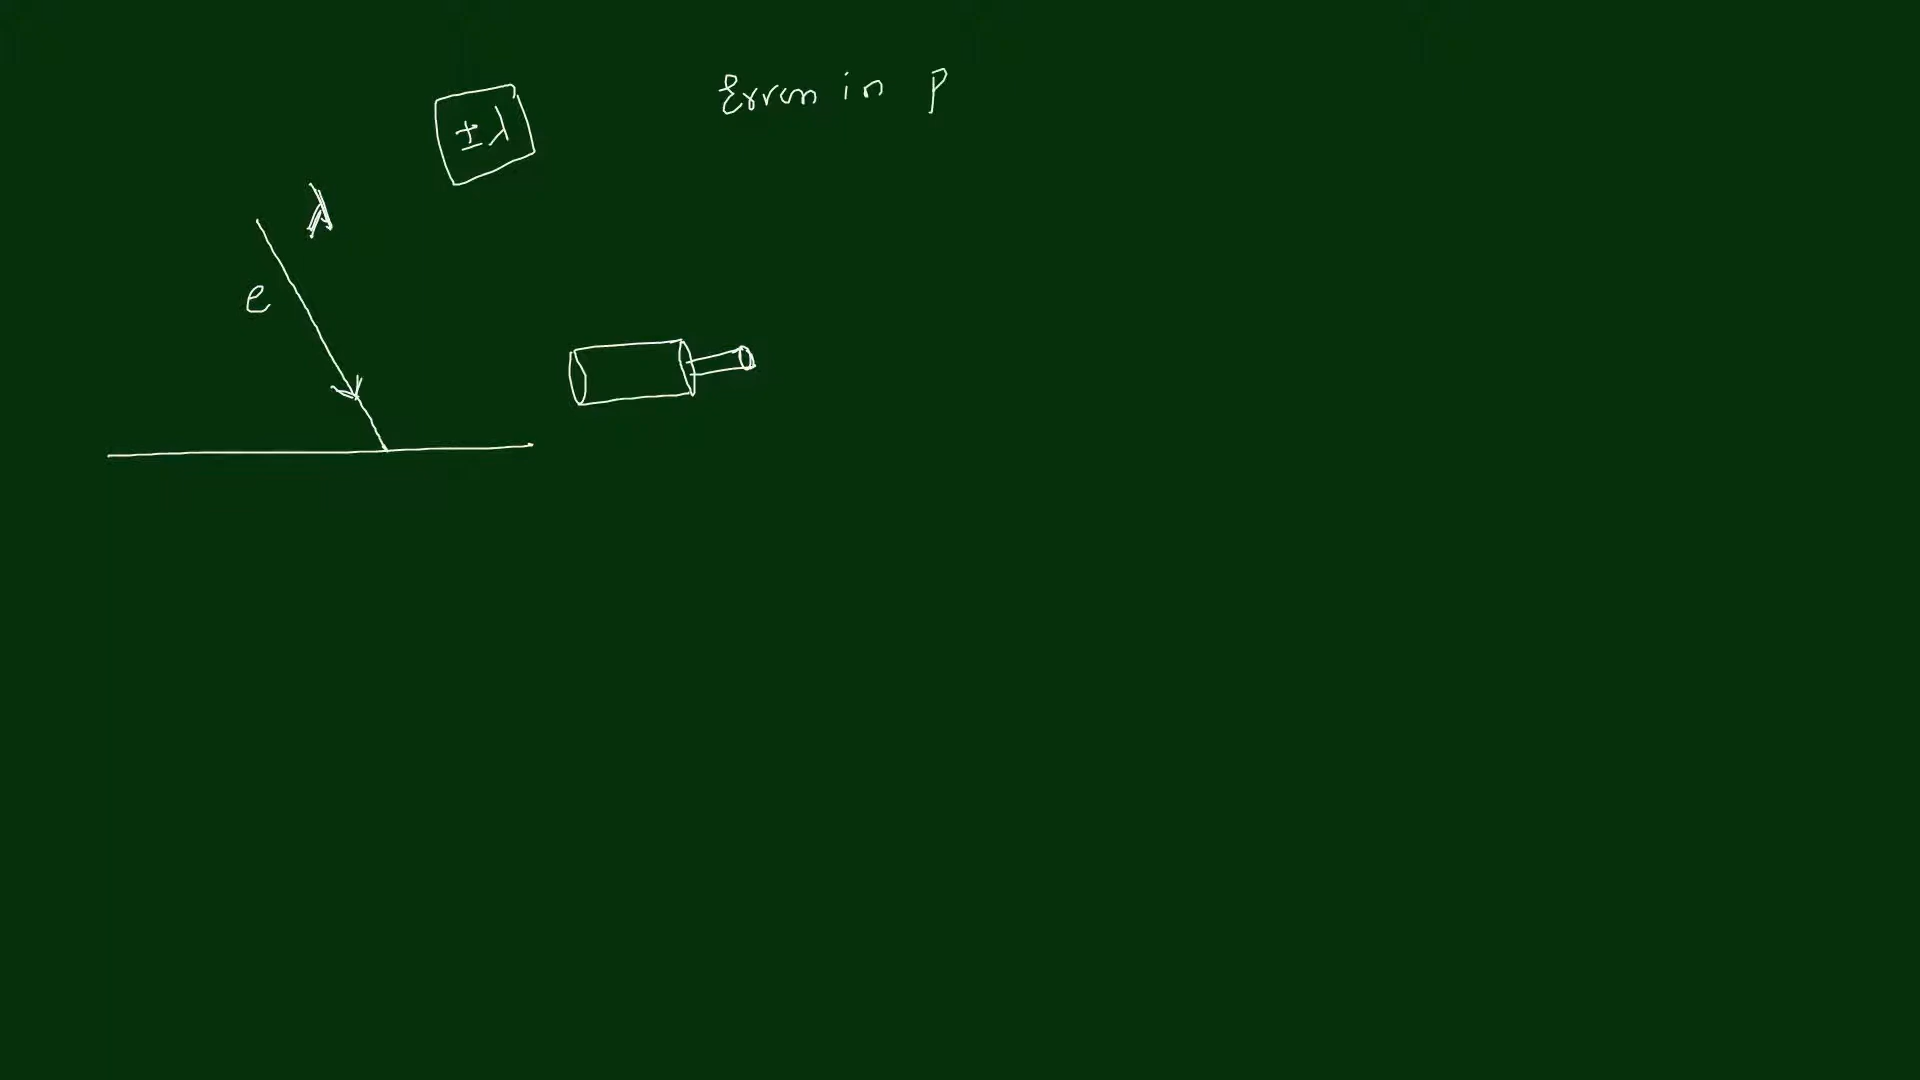 Error in P
±λ
λ
e